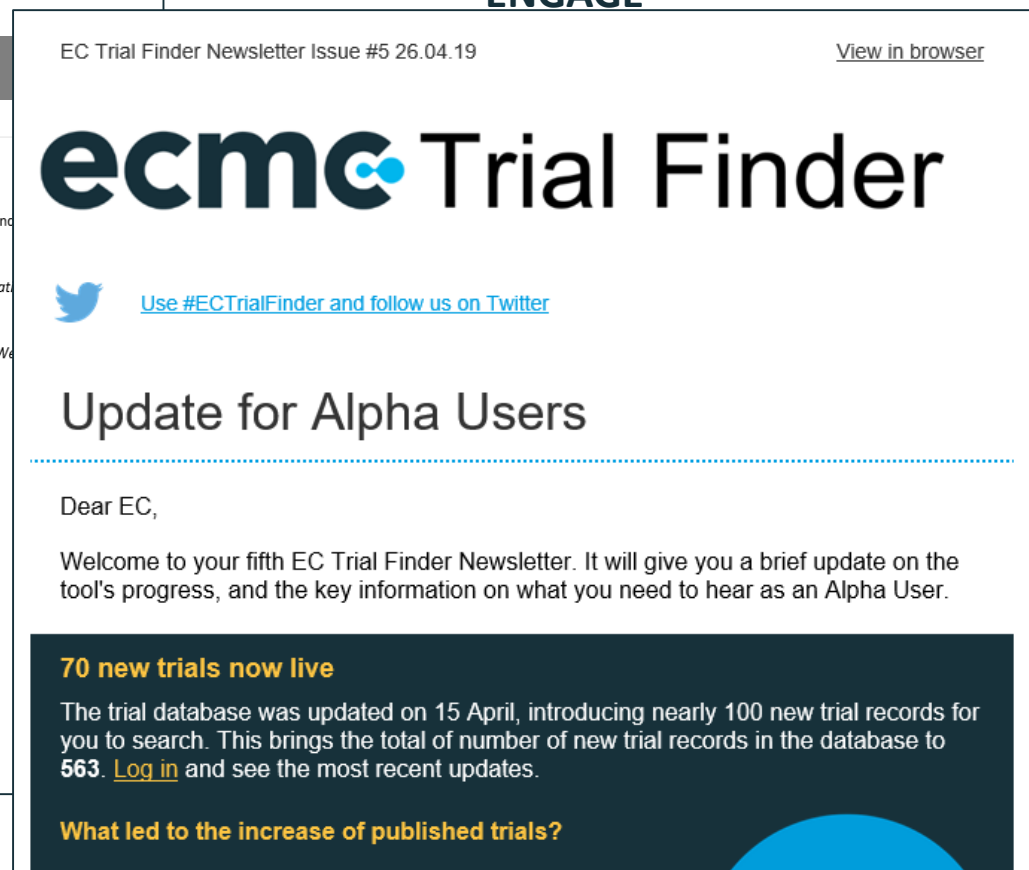 ENGAGE
EC Trial Finder Newsletter Issue #5 26.04.19
View in browser
ecmc Trial Finder
Use #ECTrialFinder and follow us on Twitter
Update for Alpha Users
Dear EC,
Welcome to your fifth EC Trial Finder Newsletter. It will give you a brief update on the
tool's progress, and the key information on what you need to hear as an Alpha User.
70 new trials now live
The trial database was updated on 15 April, introducing nearly 100 new trial records for
you to search. This brings the total of number of new trial records in the database to
563. Log in and see the most recent updates.
What led to the increase of published trials?